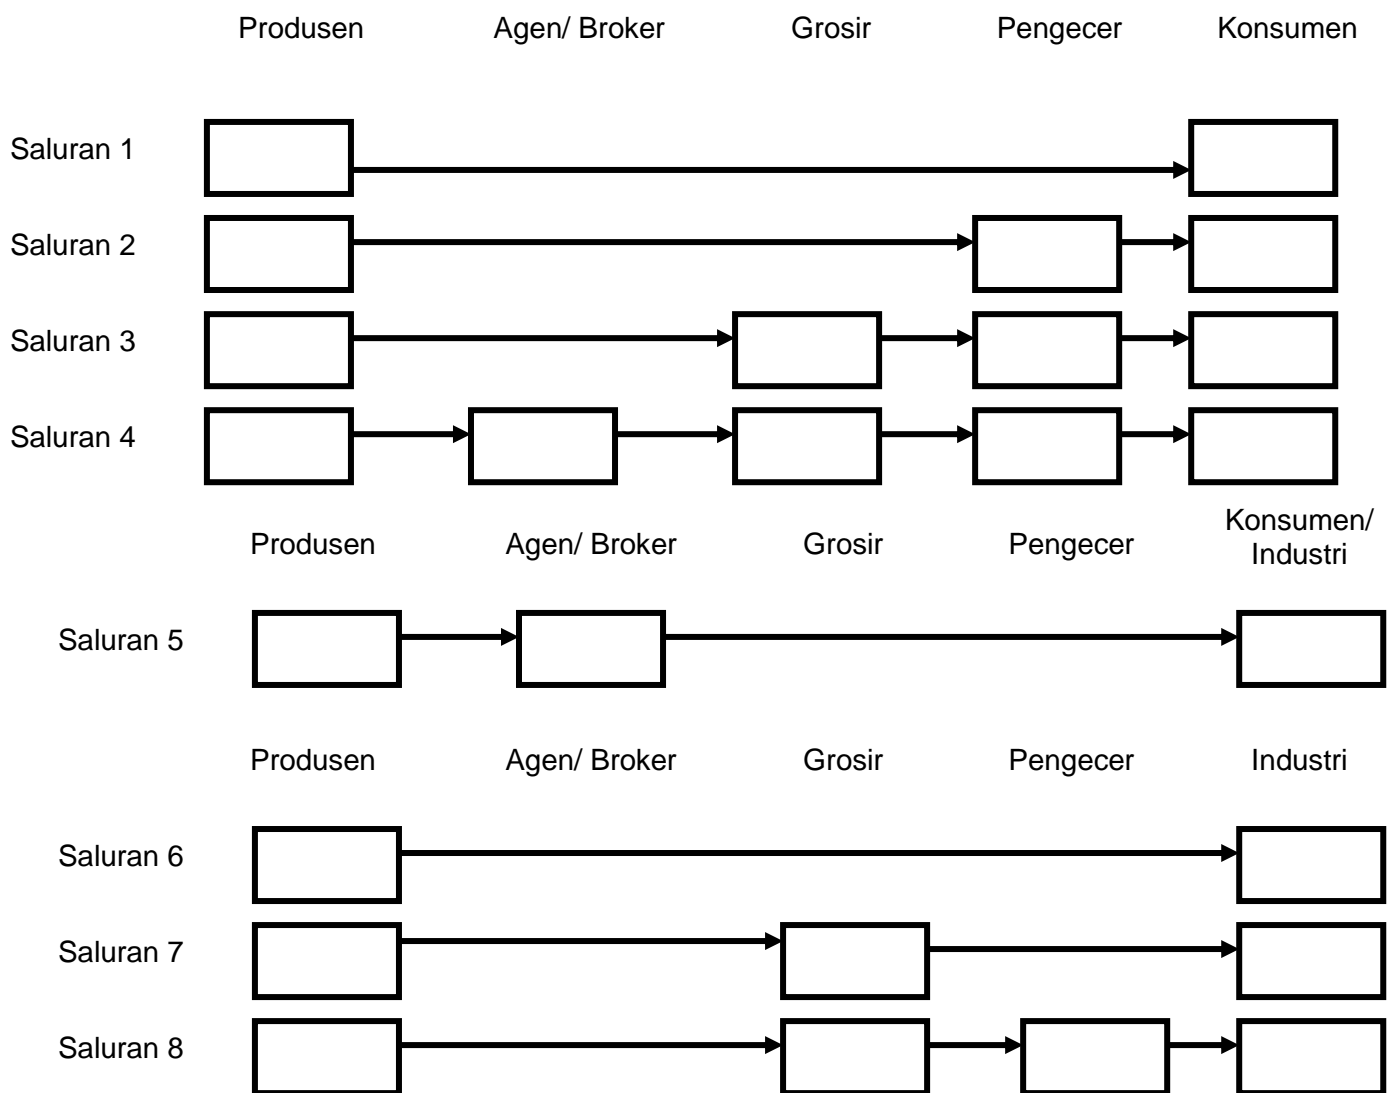 Produsen Agen/ Broker Grosir Pengecer Konsumen
Saluran 1
Saluran 2
Saluran 3
Saluran 4
Produsen Agen/ Broker Grosir Pengecer Konsumen/
Industri
Saluran 5
Produsen Agen/ Broker Grosir Pengecer Industri
Saluran 6
Saluran 7
Saluran 8